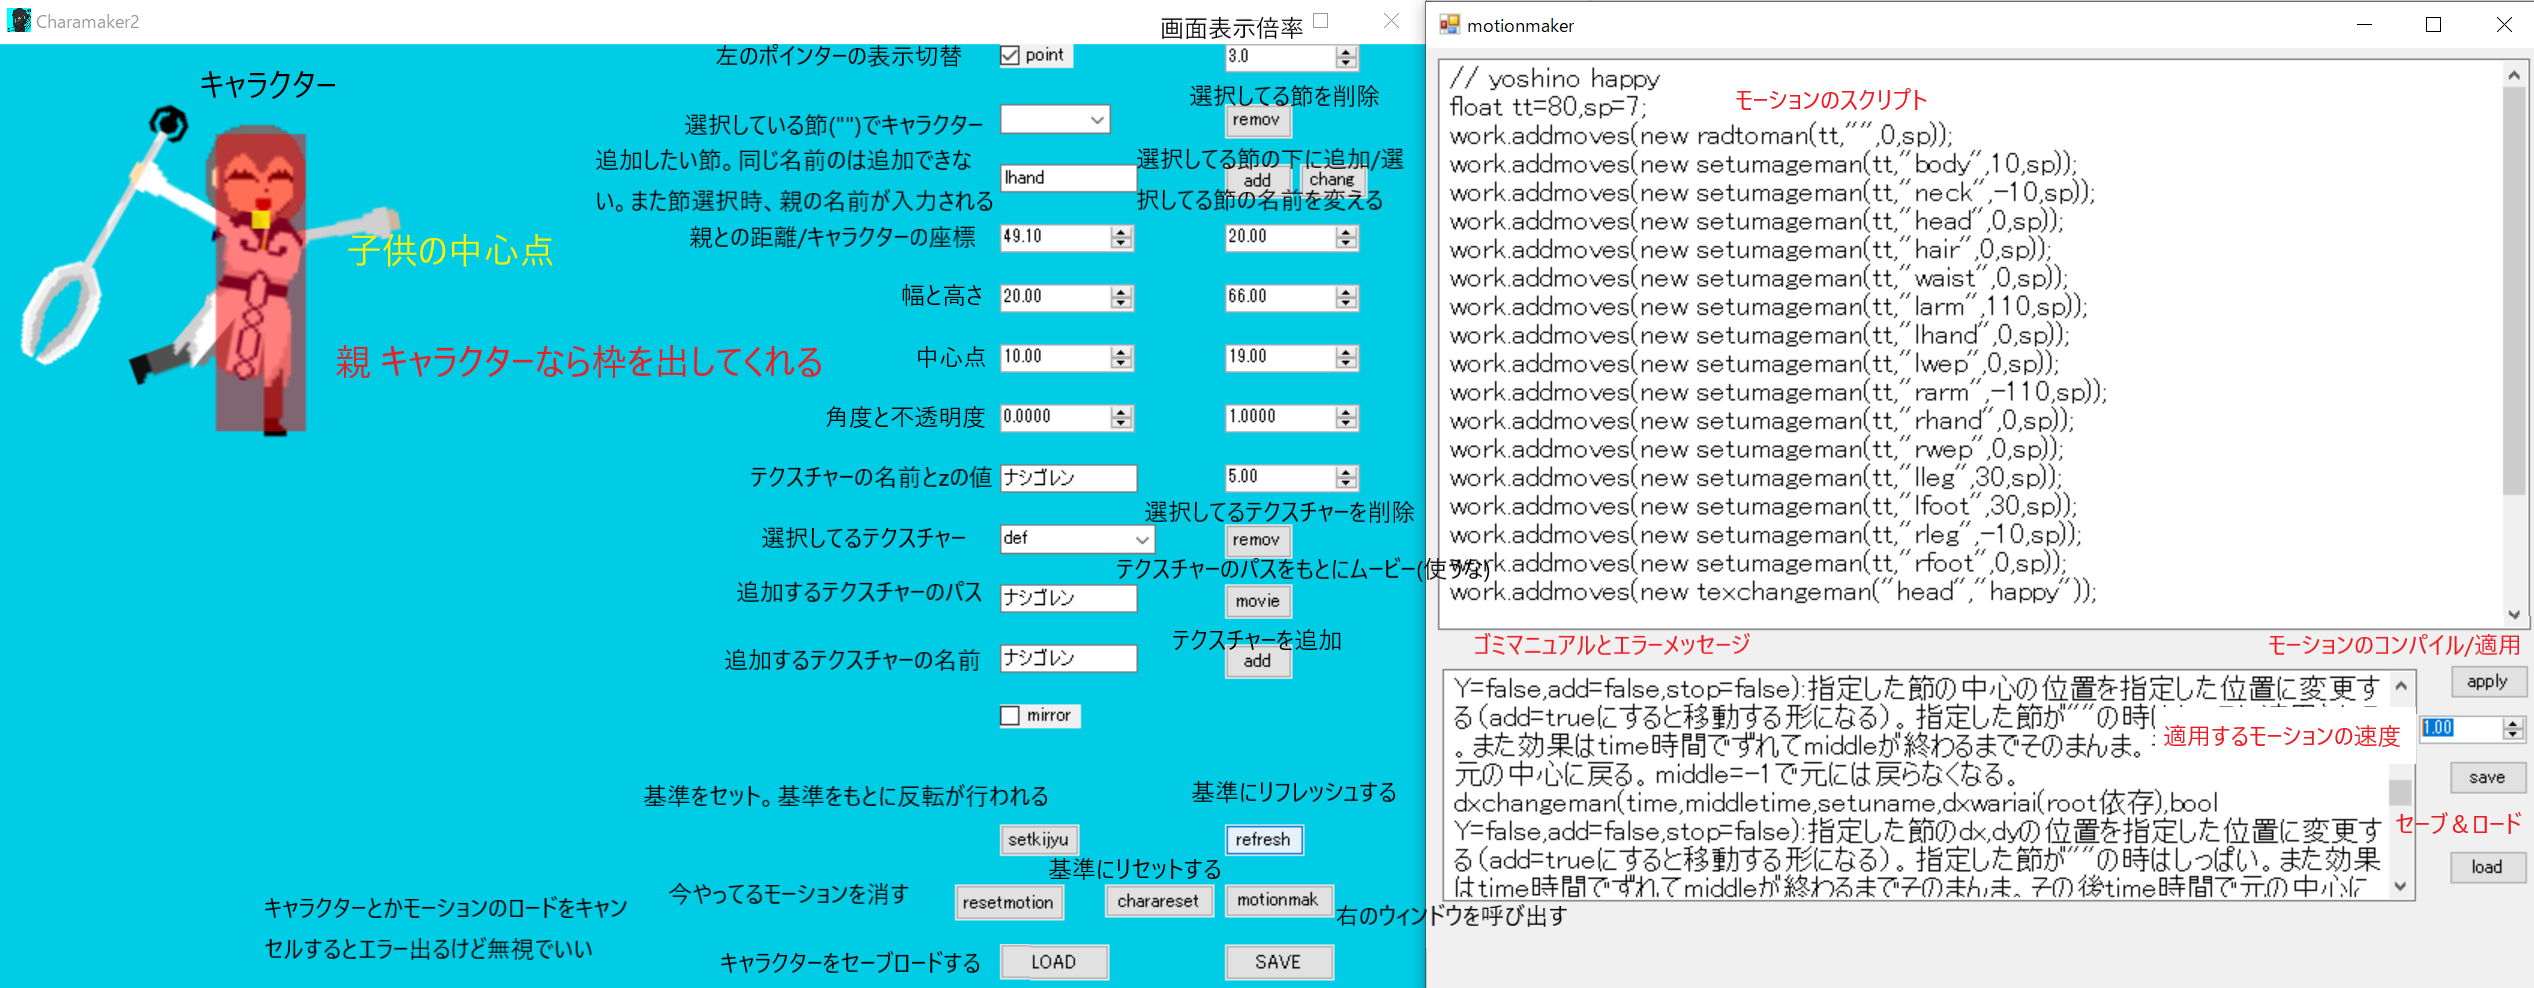 Charamaker2
画面表示倍率
左のポインターの表示切替
point
3.0
キャラクター
選択してる節を削除
選択している節("")でキャラクター
remov
追加したい節。同じ名前のは追加できな
い。また節選択時、親の名前が入力される
lhand
選択してる節の下に追加/選
択してる節の名前を変える
add
chang
親との距離/キャラクターの座標
49.10
20.00
子供の中心点
幅と高さ
20.00
66.00
親 キャラクターなら枠を出してくれる
中心点
10.00
19.00
角度と不透明度
0.0000
1.0000
テクスチャーの名前とzの値
ナシゴレン
5.00
選択してるテクスチャーを削除
選択してるテクスチャー
def
remov
テクスチャーのパスをもとにムービー(使うな)
追加するテクスチャーのパス
ナシゴレン
movie
テクスチャーを追加
追加するテクスチャーの名前
ナシゴレン
add
mirror
基準をセット。基準をもとに反転が行われる
基準にリフレッシュする
setkijyu
refresh
基準にリセットする
今やってるモーションを消す
resetmotion
charareset
motionmak
右のウィンドウを呼び出す
キャラクターとかモーションのロードをキャン
セルするとエラー出るけど無視でいい
キャラクターをセーブロードする
LOAD
SAVE
motionmaker
モーションのスクリプト
// yoshino happy
float tt=80,sp=7;
work.addmoves(new radtoman(tt,"",0,sp));
work.addmoves(new setumageman(tt,"body",10,sp));
work.addmoves(new setumageman(tt,"neck",-10,sp));
work.addmoves(new setumageman(tt,"head",0,sp));
work.addmoves(new setumageman(tt,"hair",0,sp));
work.addmoves(new setumageman(tt,"waist",0,sp));
work.addmoves(new setumageman(tt,"larm",110,sp));
work.addmoves(new setumageman(tt,"lhand",0,sp));
work.addmoves(new setumageman(tt,"lwep",0,sp));
work.addmoves(new setumageman(tt,"rarm",-110,sp));
work.addmoves(new setumageman(tt,"rhand",0,sp));
work.addmoves(new setumageman(tt,"rwep",0,sp));
work.addmoves(new setumageman(tt,"lleg",30,sp));
work.addmoves(new setumageman(tt,"lfoot",30,sp));
work.addmoves(new setumageman(tt,"rleg",-10,sp));
work.addmoves(new setumageman(tt,"rfoot",0,sp));
work.addmoves(new texchangeman("head","happy"));
ゴミマニュアルとエラーメッセージ
モーションのコンパイル/適用
Y=false,add=false,stop=false):指定した節の中心の位置を指定した位置に変更す
る(add=trueにすると移動する形になる)。指定した節が""の時は
。また効果はtime時間でずれてmiddleが終わるまでそのまんま。
元の中心に戻る。middle=-1で元には戻らなくなる。
dxchangeman(time,middletime,setuname,dxwariai(root依存),bool
Y=false,add=false,stop=false):指定した節のdx,dyの位置を指定した位置に変更す
る(add=trueにすると移動する形になる)。指定した節が""の時はしっぱい。また効果
はtime時間でずれてmiddleが終わるまでそのまんま。その後time時間で元の中心に
apply
適用するモーションの速度
1.00
save
セーブ＆ロード
load